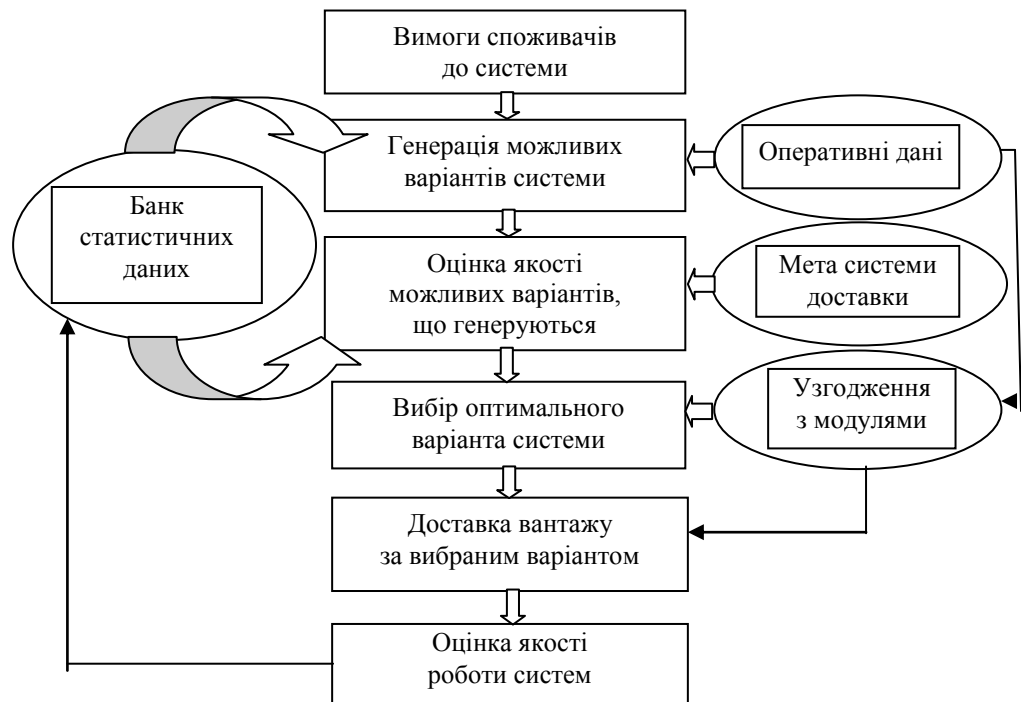 Вимоги споживачів
до системи
Генерація можливих
варіантів системи
Оперативні дані
Банк
статистичних
даних
Оцінка якості
можливих варіантів,
що генеруються
Мета системи
доставки
Вибір оптимального
варіанта системи
Узгодження
з модулями
Доставка вантажу
за вибраним варіантом
Оцінка якості
роботи систем